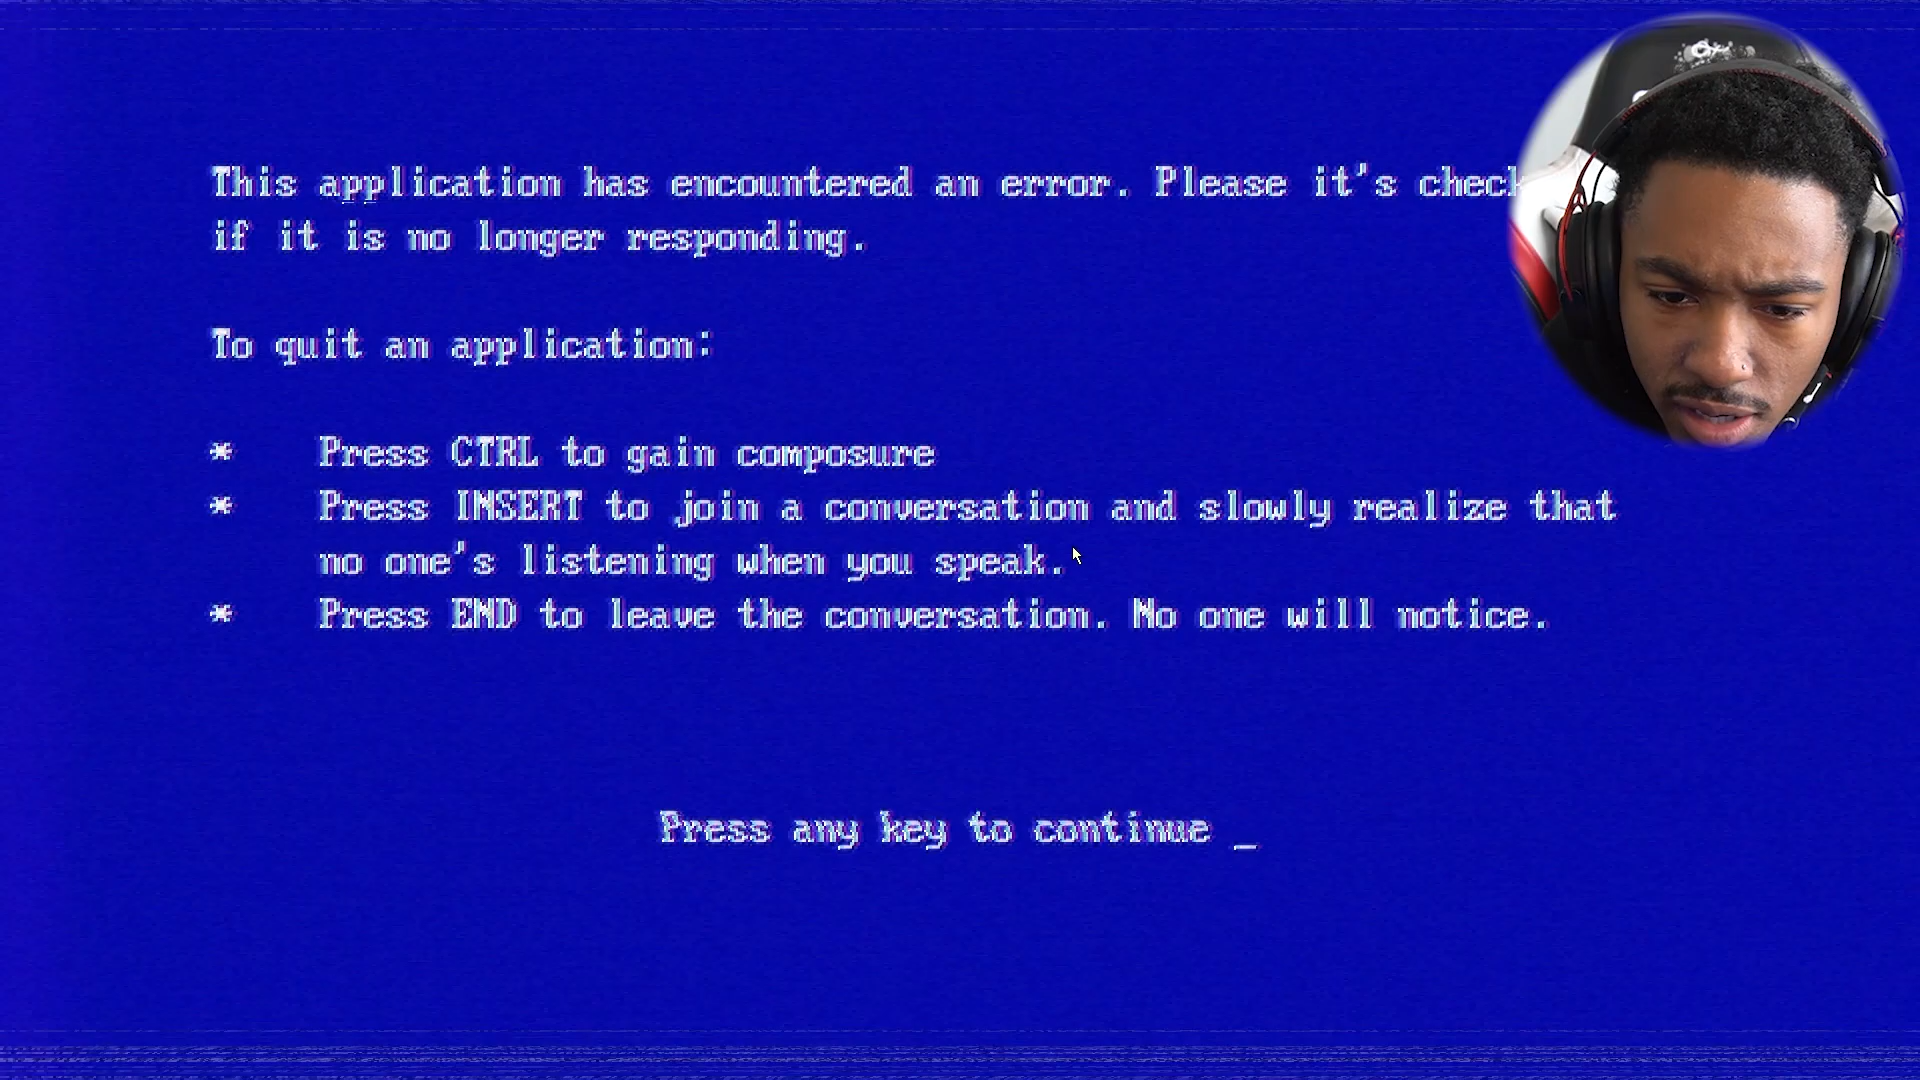 This application has encountered an error. Please it's check
if it is no longer responding.
To quit an application:
* Press CTRL to gain composure
* Press INSERT to join a conversation and slowly realize that
no one's listening when you speak.
* Press END to leave the conversation. No one will notice.
Press any key to continue _